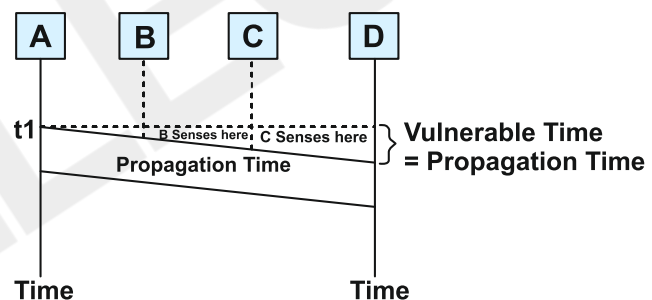 A B C D
t1
B Senses here
C Senses here
Vulnerable Time
= Propagation Time
Propagation Time
Time Time